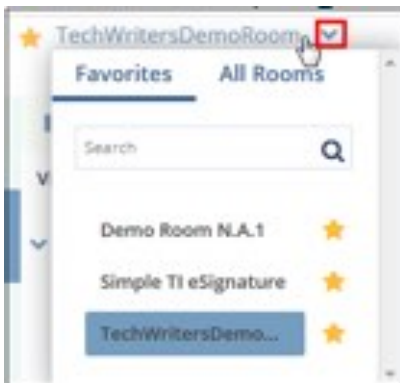 TechWritersDemoRoom
Favorites All Rooms
Search
Demo Room N.A.1
Simple TI eSignature
TechWritersDemo...